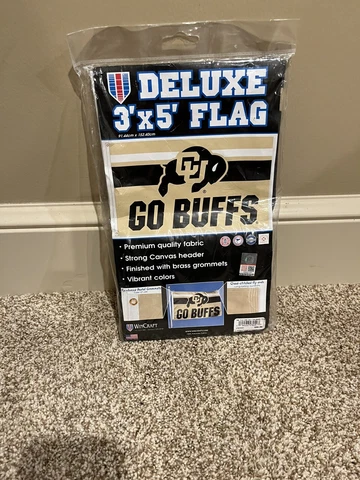 DELUXE
3'x5' FLAG
91.44cm x 152.40cm
CU
GO BUFFS
• Premium quality fabric
• Strong Canvas header
• Finished with brass grommets
• Vibrant colors
GO BUFFS
WINCRAFT